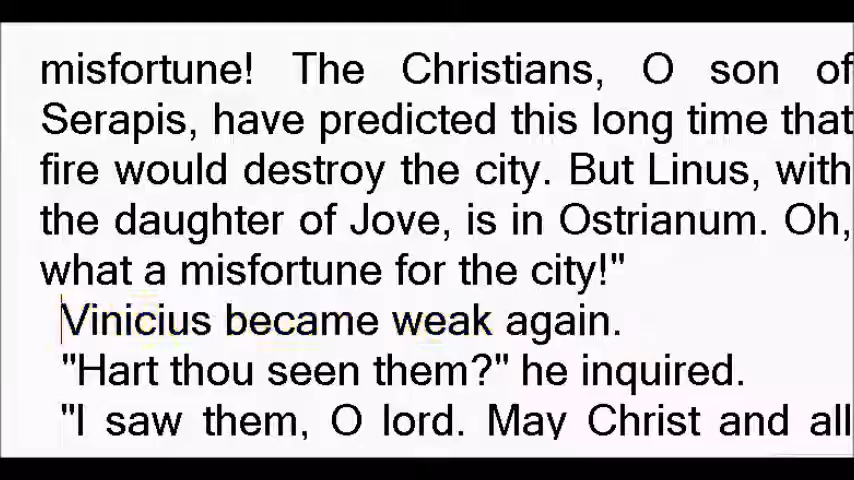 misfortune! The Christians, O son of
Serapis, have predicted this long time that
fire would destroy the city. But Linus, with
the daughter of Jove, is in Ostrianum. Oh,
what a misfortune for the city!"
Vinicius became weak again.
"Hart thou seen them?" he inquired.
"I saw them, O lord. May Christ and all